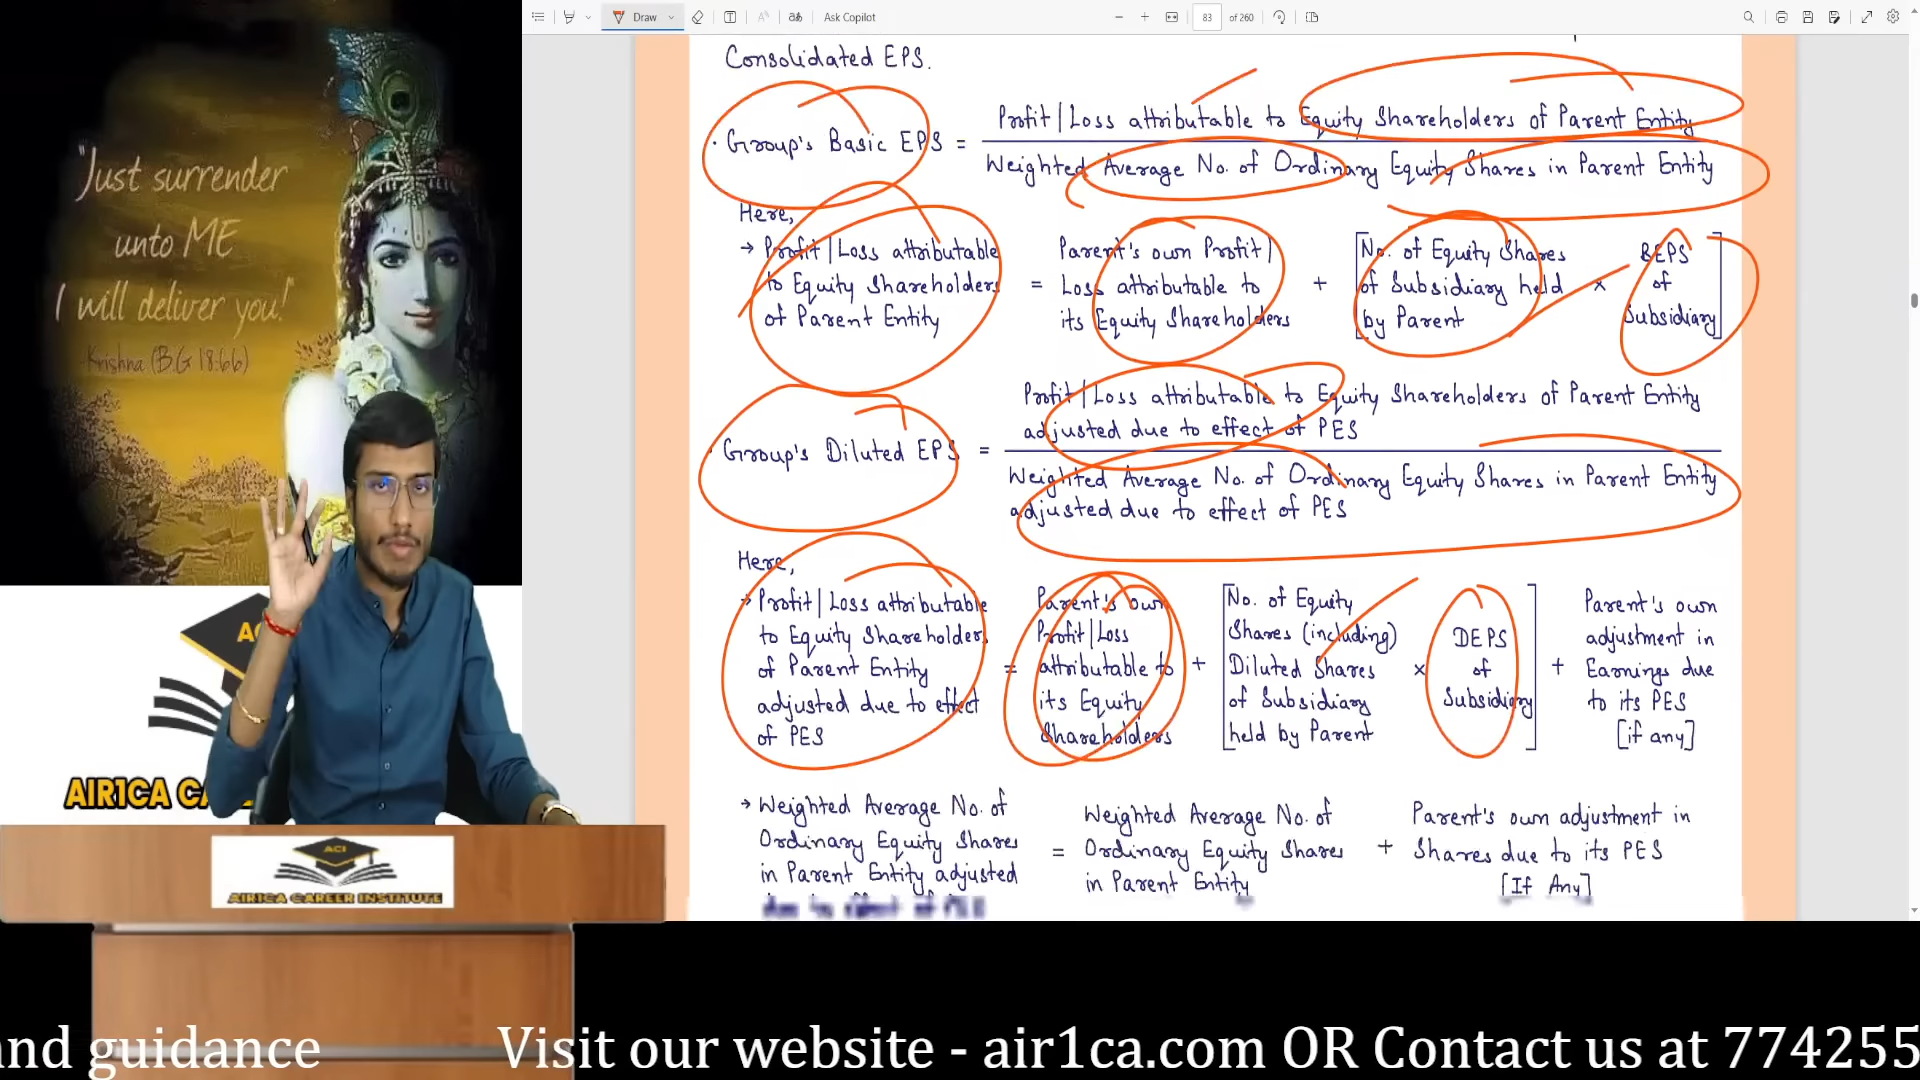 Draw
Ask Copilot
83
of 260
Consolidated EPS.
"Just surrender
unto ME
I will deliver you!"
-Krishna (B.G 18:66)
· Group's Basic EPS =
Profit | Loss attributable to Equity Shareholders of Parent Entity
Weighted Average No. of Ordinary Equity Shares in Parent Entity
Here,
→ Profit | Loss attributable
to Equity Shareholders
of Parent Entity
=
Parent's own Profit |
Loss attributable to
its Equity Shareholders
+
[No. of Equity Shares
of Subsidiary held
by Parent
×
BEPS
of
Subsidiary]
· Group's Diluted EPS =
Profit | Loss attributable to Equity Shareholders of Parent Entity
adjusted due to effect of PES
Weighted Average No. of Ordinary Equity Shares in Parent Entity
adjusted due to effect of PES
Here,
→ Profit | Loss attributable
to Equity Shareholders
of Parent Entity
adjusted due to effect
of PES
=
Parent's own
Profit | Loss
attributable to
its Equity
Shareholders
+
[No. of Equity
Shares (including)
Diluted Shares
of Subsidiary
held by Parent
×
DEPS
of
Subsidiary]
+
Parent's own
adjustment in
Earnings due
to its PES
[if any]
→ Weighted Average No. of
Ordinary Equity Shares
in Parent Entity adjusted
due to effect of PES
=
Weighted Average No. of
Ordinary Equity Shares
in Parent Entity
+
Parent's own adjustment in
Shares due to its PES
[If Any]
AIR1CA
ACI
AIR1CA CAREER INSTITUTE
and guidance
Visit our website - air1ca.com OR Contact us at 774255